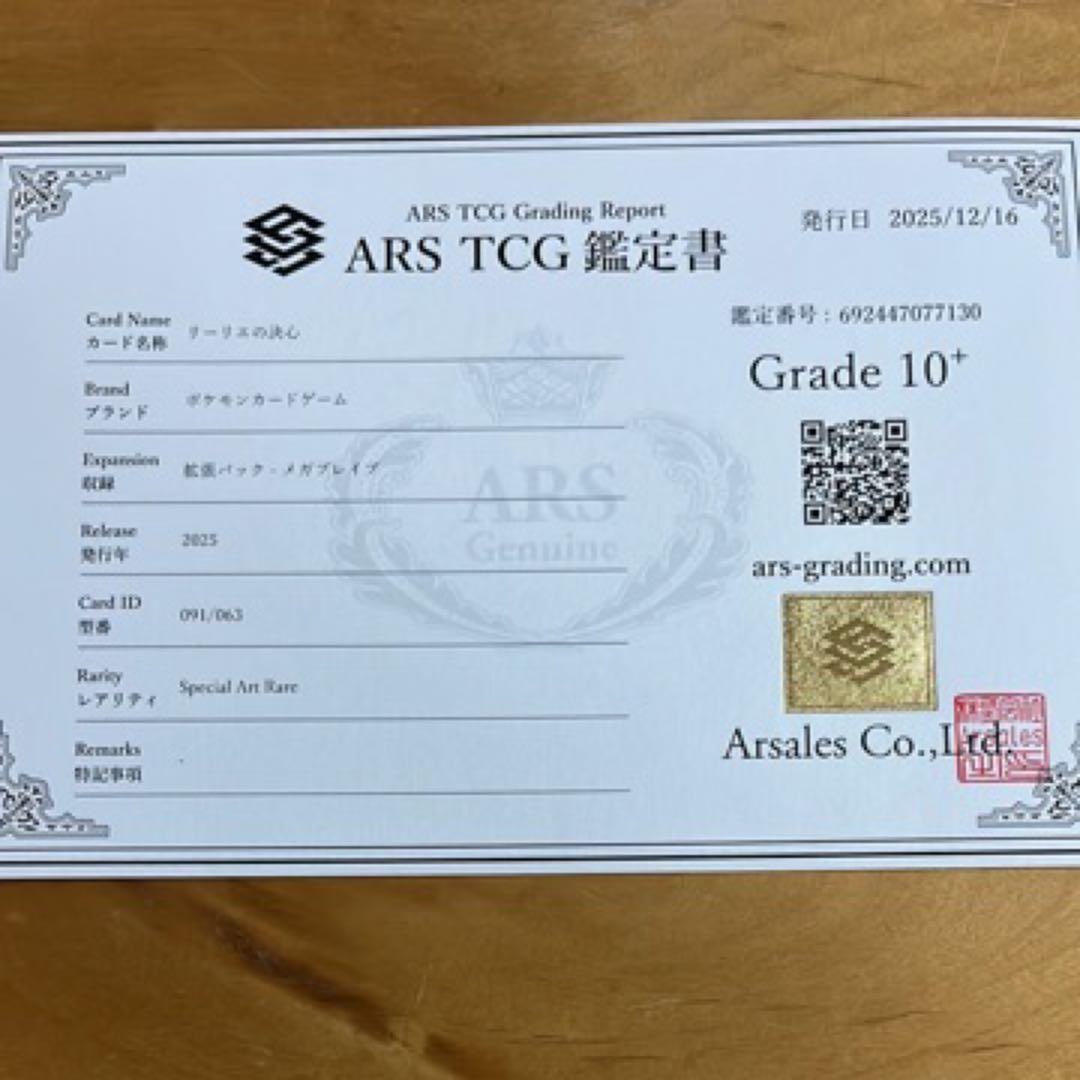 ARS TCG Grading Report
ARS TCG 鑑定書
発行日 2025/12/16
Card Name
カード名称
リーリエの決心
Brand
ブランド
ポケモンカードゲーム
Expansion
収録
拡張パック - メガブレイブ
Release
発行年
2025
Card ID
型番
091/063
Rarity
レアリティ
Special Art Rare
Remarks
特記事項
-
ARS
Genuine
鑑定番号：692447077130
Grade 10+
ars-grading.com
Arsales Co.,Ltd.
Arsales